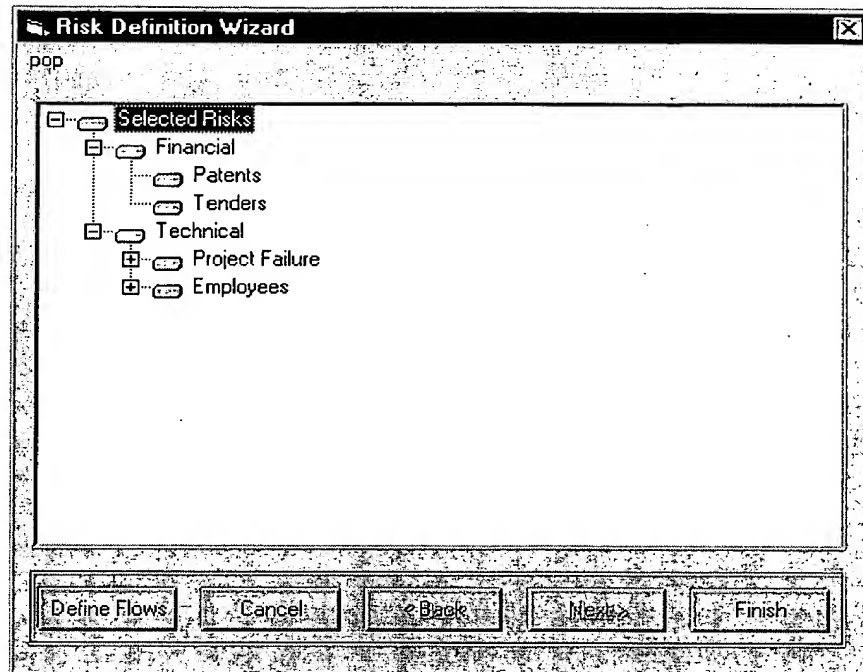 Risk Definition Wizard
pop
Selected Risks
Financial
Patents
Tenders
Technical
Project Failure
Employees
Define Flows Cancel < Back Next > Finish